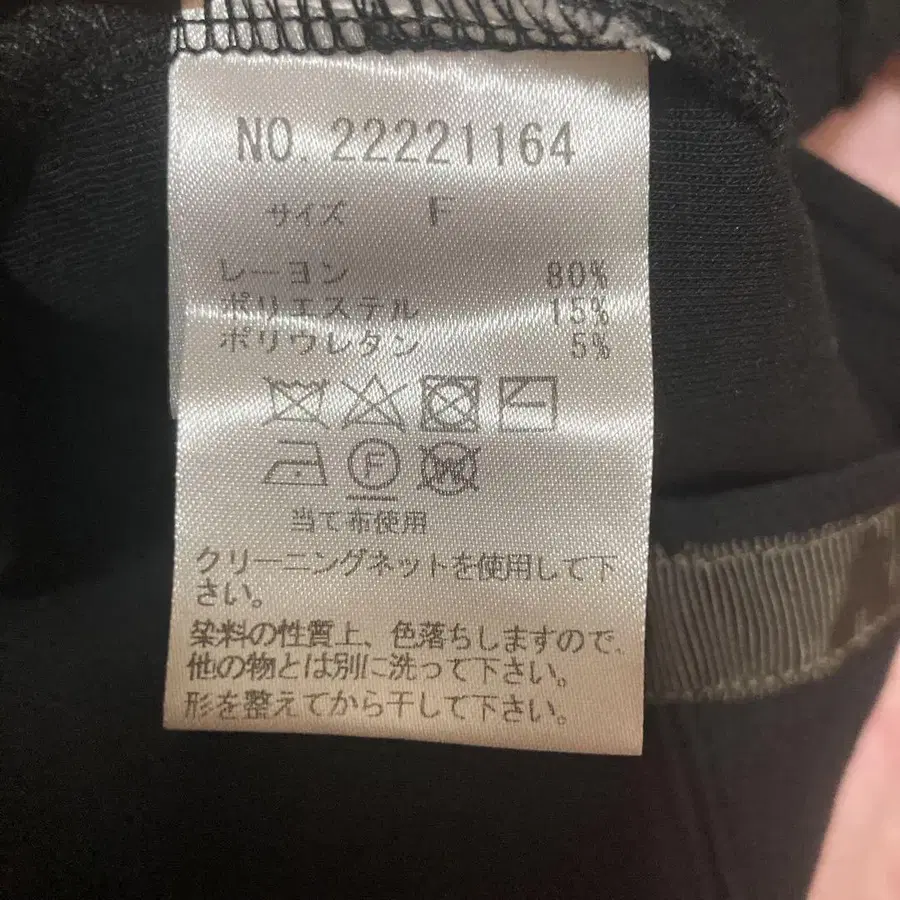 NO. 22221164
サイズ F
レーヨン 80%
ポリエステル 15%
ポリウレタン 5%
F
W
当て布使用
クリーニングネットを使用して下
さい。
染料の性質上、色落ちしますので、
他の物とは別に洗って下さい。
形を整えてから干して下さい。